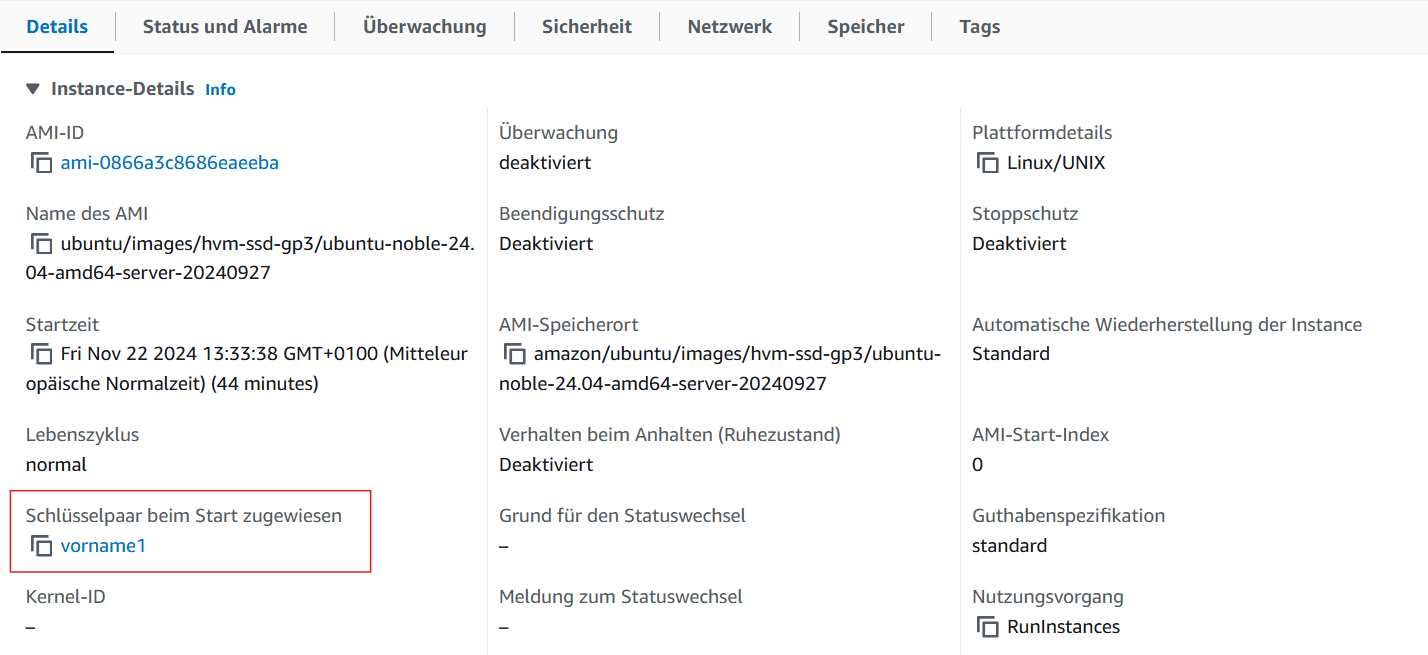 Details
Status und Alarme
Überwachung
Sicherheit
Netzwerk
Speicher
Tags
Instance-Details Info
AMI-ID
ami-0866a3c8686eaeeba
Überwachung
deaktiviert
Plattformdetails
Linux/UNIX
Name des AMI
ubuntu/images/hvm-ssd-gp3/ubuntu-noble-24.
04-amd64-server-20240927
Beendigungsschutz
Deaktiviert
Stoppschutz
Deaktiviert
Startzeit
Fri Nov 22 2024 13:33:38 GMT+0100 (Mitteleur
opäische Normalzeit) (44 minutes)
AMI-Speicherort
amazon/ubuntu/images/hvm-ssd-gp3/ubuntu-
noble-24.04-amd64-server-20240927
Automatische Wiederherstellung der Instance
Standard
Lebenszyklus
normal
Verhalten beim Anhalten (Ruhezustand)
Deaktiviert
AMI-Start-Index
0
Schlüsselpaar beim Start zugewiesen
vorname1
Grund für den Statuswechsel
–
Guthabenspezifikation
standard
Kernel-ID
–
Meldung zum Statuswechsel
–
Nutzungsvorgang
RunInstances